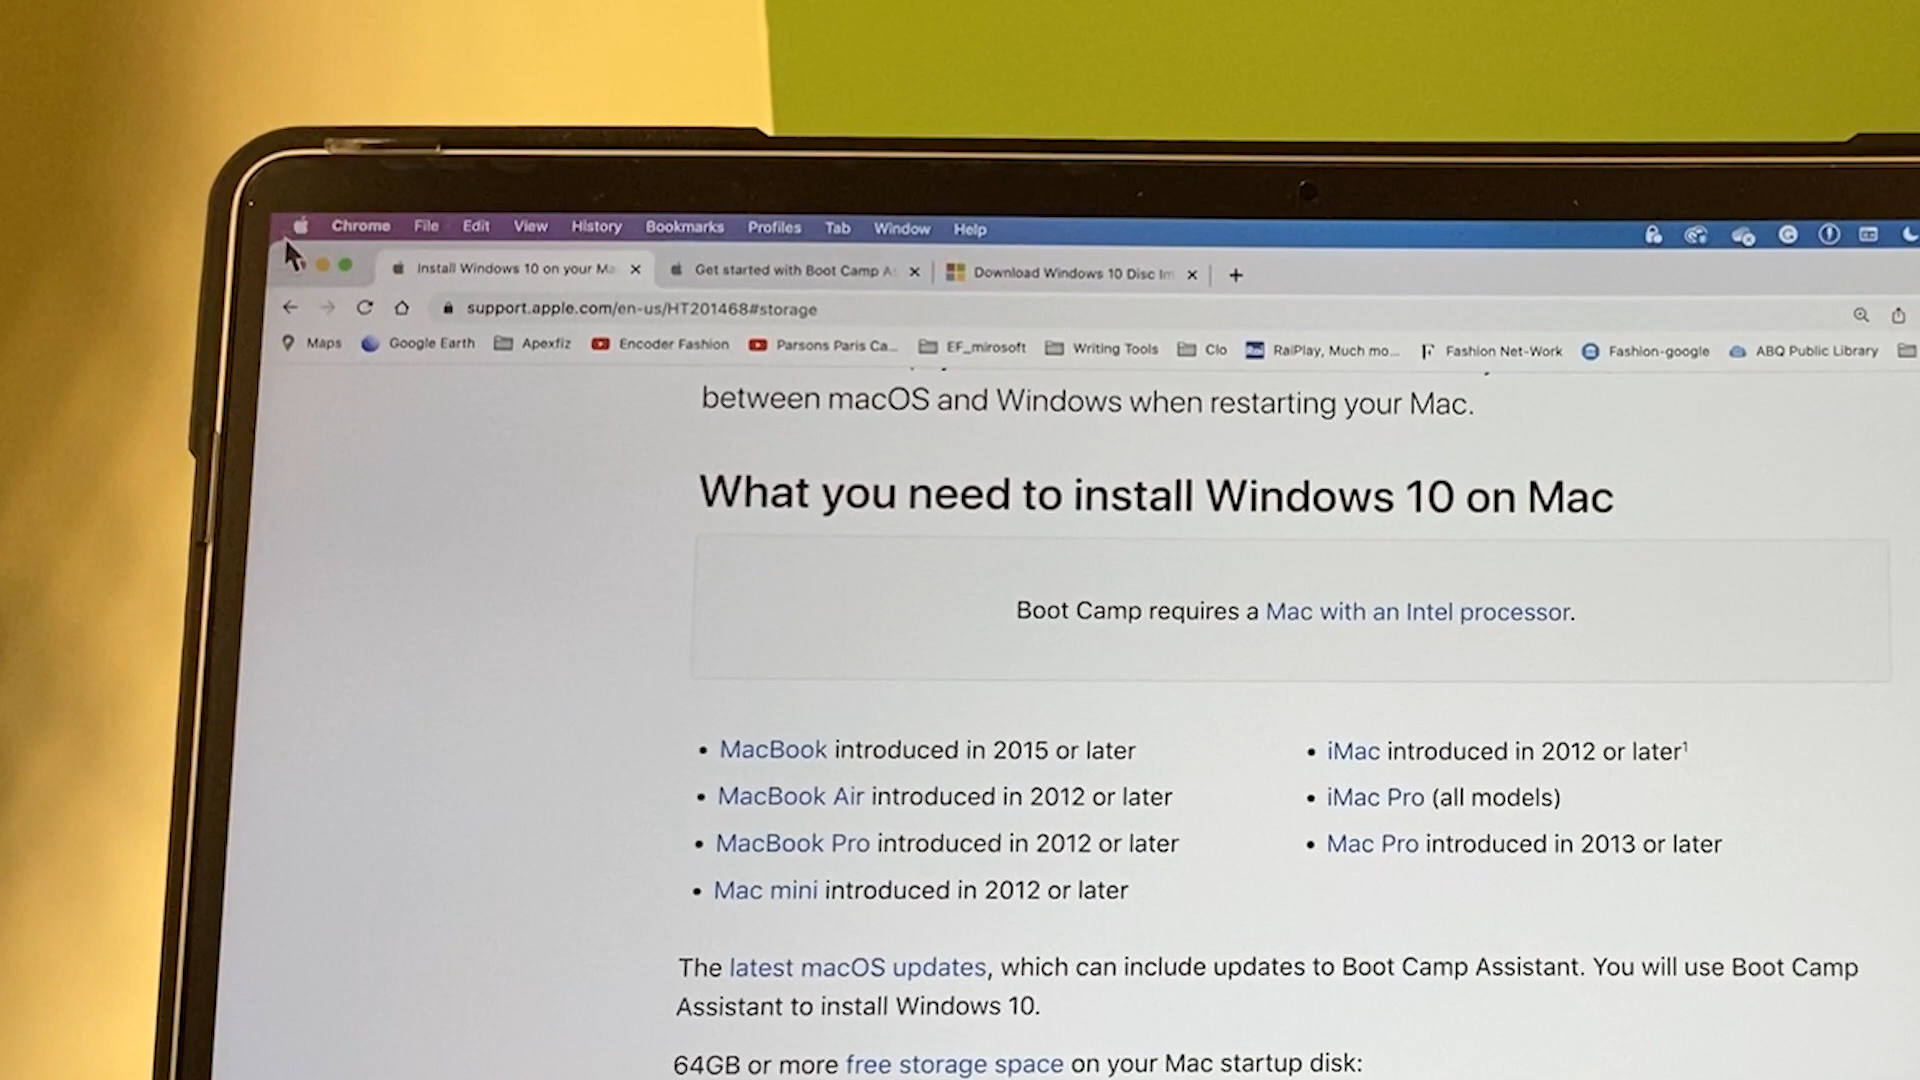 Chrome File Edit View History Bookmarks Profiles Tab Window Help
Install Windows 10 on your Ma Get started with Boot Camp A Download Windows 10 Disc Im
support.apple.com/en-us/HT201468#storage
Maps Google Earth Apexfiz Encoder Fashion Parsons Paris Ca... EF_mirosoft Writing Tools Clo RaiPlay, Much mo... Fashion Net-Work Fashion-google ABQ Public Library
between macOS and Windows when restarting your Mac.
What you need to install Windows 10 on Mac
Boot Camp requires a Mac with an Intel processor.
• MacBook introduced in 2015 or later
• MacBook Air introduced in 2012 or later
• MacBook Pro introduced in 2012 or later
• Mac mini introduced in 2012 or later
• iMac introduced in 2012 or later¹
• iMac Pro (all models)
• Mac Pro introduced in 2013 or later
The latest macOS updates, which can include updates to Boot Camp Assistant. You will use Boot Camp
Assistant to install Windows 10.
64GB or more free storage space on your Mac startup disk: